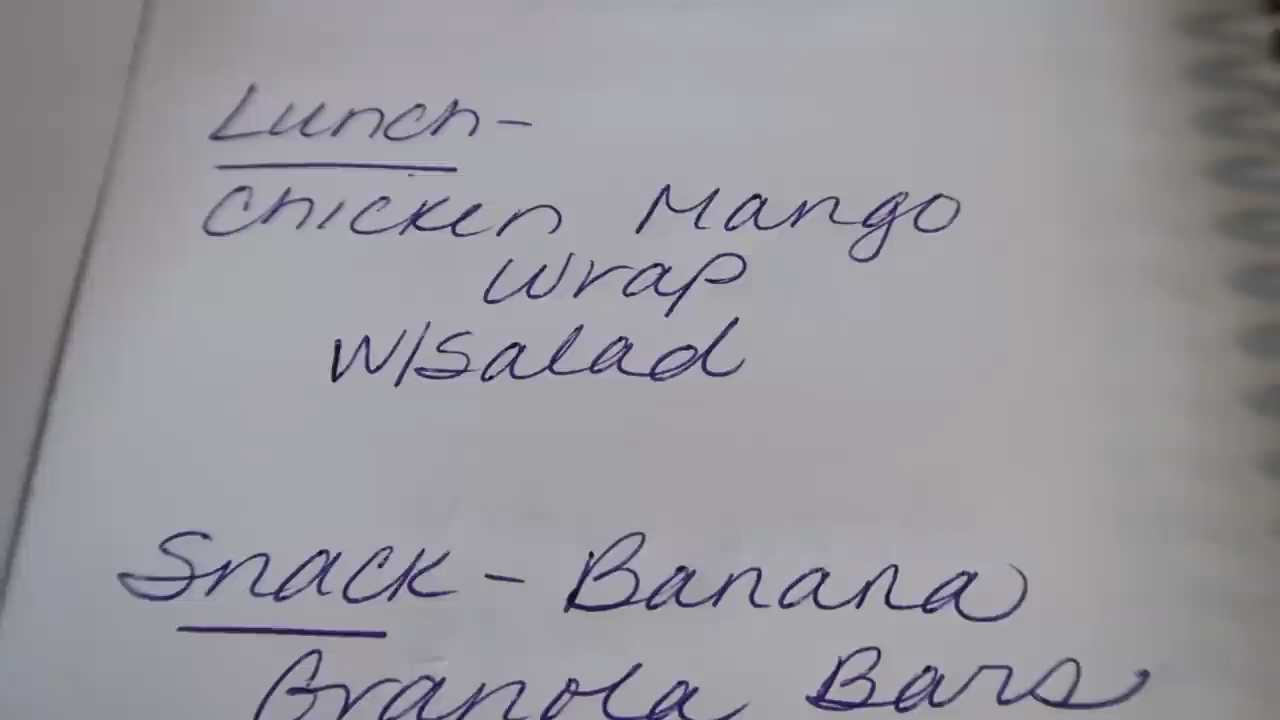 Lunch-
Chicken Mango
Wrap
W/Salad
Snack - Banana
Granola Bars